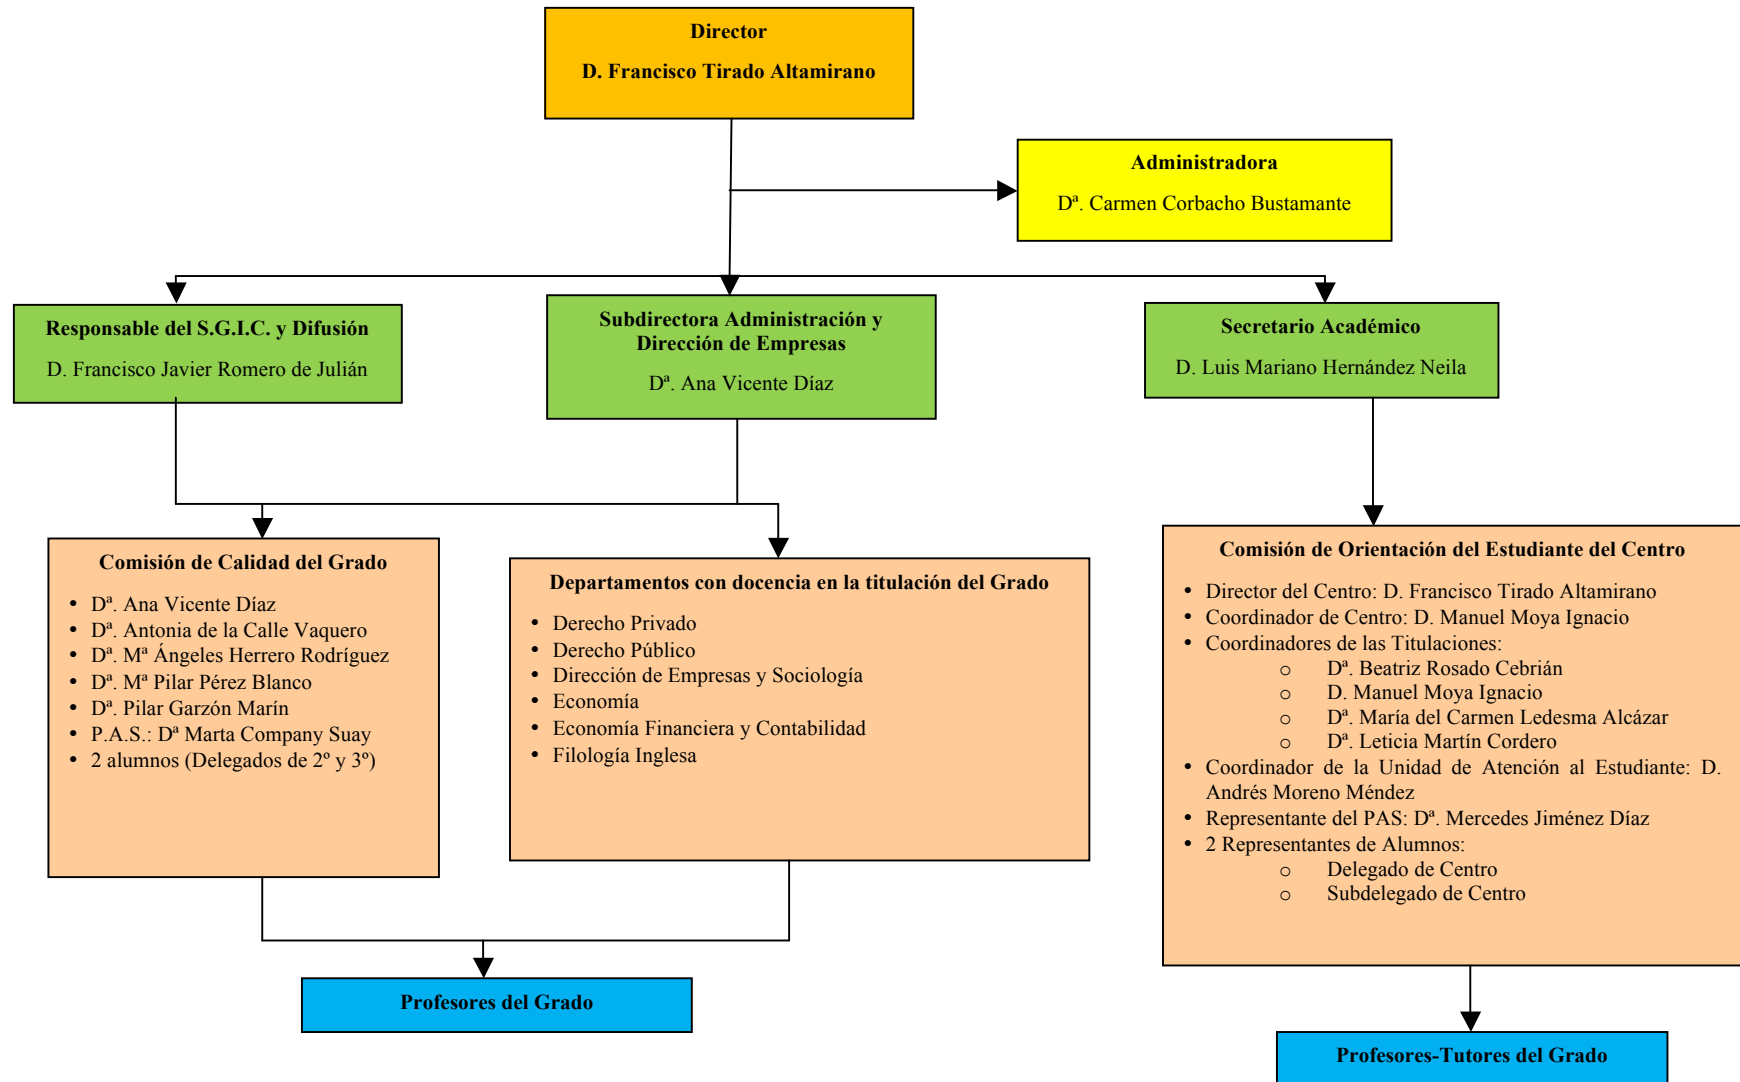 Director
D. Francisco Tirado Altamirano
Administradora
Dª. Carmen Corbacho Bustamante
Responsable del S.G.I.C. y Difusión
D. Francisco Javier Romero de Julián
Subdirectora Administración y
Dirección de Empresas
Dª. Ana Vicente Díaz
Secretario Académico
D. Luis Mariano Hernández Neila
Comisión de Calidad del Grado
• Dª. Ana Vicente Díaz
• Dª. Antonia de la Calle Vaquero
• Dª. Mª Ángeles Herrero Rodríguez
• Dª. Mª Pilar Pérez Blanco
• Dª. Pilar Garzón Marín
• P.A.S.: Dª Marta Company Suay
• 2 alumnos (Delegados de 2º y 3º)
Departamentos con docencia en la titulación del Grado
• Derecho Privado
• Derecho Público
• Dirección de Empresas y Sociología
• Economía
• Economía Financiera y Contabilidad
• Filología Inglesa
Comisión de Orientación del Estudiante del Centro
• Director del Centro: D. Francisco Tirado Altamirano
• Coordinador de Centro: D. Manuel Moya Ignacio
• Coordinadores de las Titulaciones:
o Dª. Beatriz Rosado Cebrián
o D. Manuel Moya Ignacio
o Dª. María del Carmen Ledesma Alcázar
o Dª. Leticia Martín Cordero
• Coordinador de la Unidad de Atención al Estudiante: D.
Andrés Moreno Méndez
• Representante del PAS: Dª. Mercedes Jiménez Díaz
• 2 Representantes de Alumnos:
o Delegado de Centro
o Subdelegado de Centro
Profesores del Grado
Profesores-Tutores del Grado